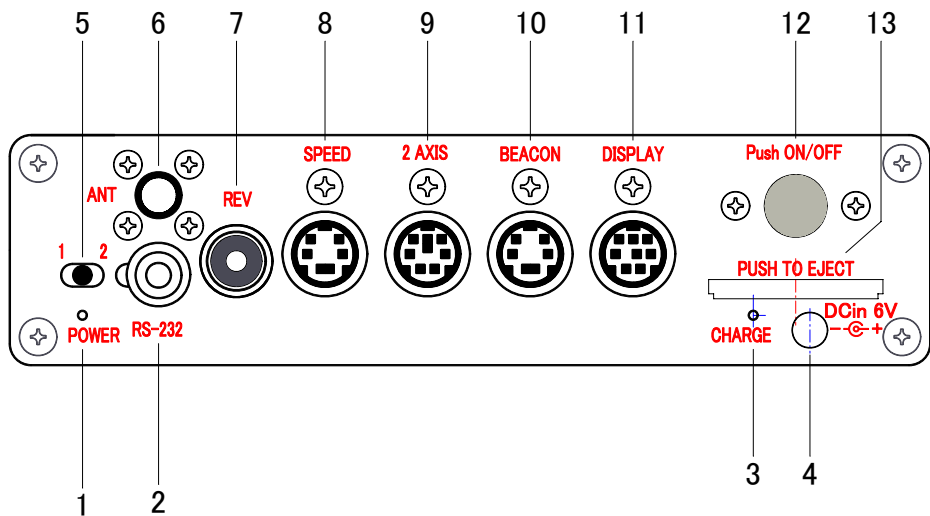 5 6 7 8 9 10 11 12 13
SPEED 2 AXIS BEACON DISPLAY Push ON/OFF
ANT REV
1 2
PUSH TO EJECT
POWER RS-232 CHARGE DCin 6V
- +
1 2 3 4